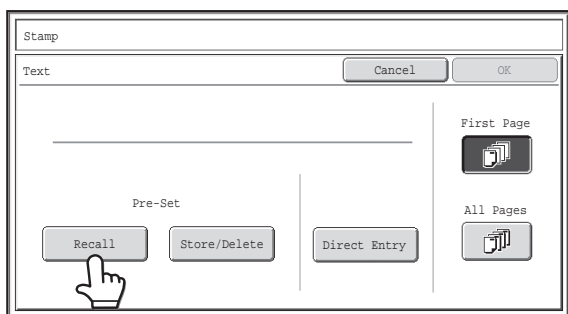 Stamp
Text
Cancel
OK
First Page
All Pages
Pre-Set
Recall
Store/Delete
Direct Entry